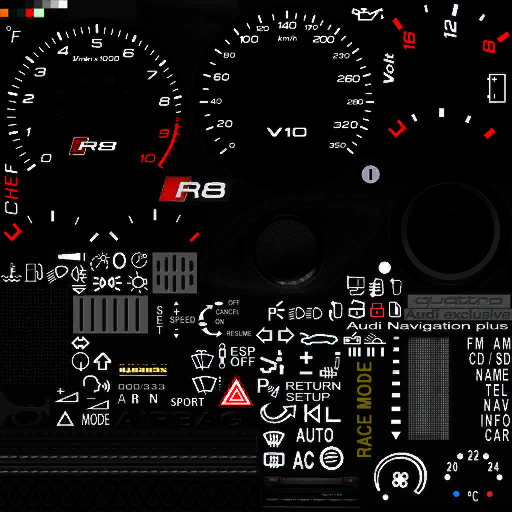 °F
5
4
6
1/min x 1000
3
7
2
8
1
9
0
10
R8
R8
CHEF
100 120 140 160 180 200 220
km/h
80
230
60
260
40
280
20
320
0
350
V10
Volt
16
12
8
I
quattro
Audi exclusive
Audi Navigation plus
SET
+
SPEED
-
OFF
CANCEL
ON
RESUME
P
ESP
OFF
+
-
P
RETURN
SETUP
000/333
A R N
SPORT
MODE
AIRBAG
KL
AUTO
AC
RACE MODE
FM AM
CD / SD
NAME
TEL
NAV
INFO
CAR
20 22 24
°C